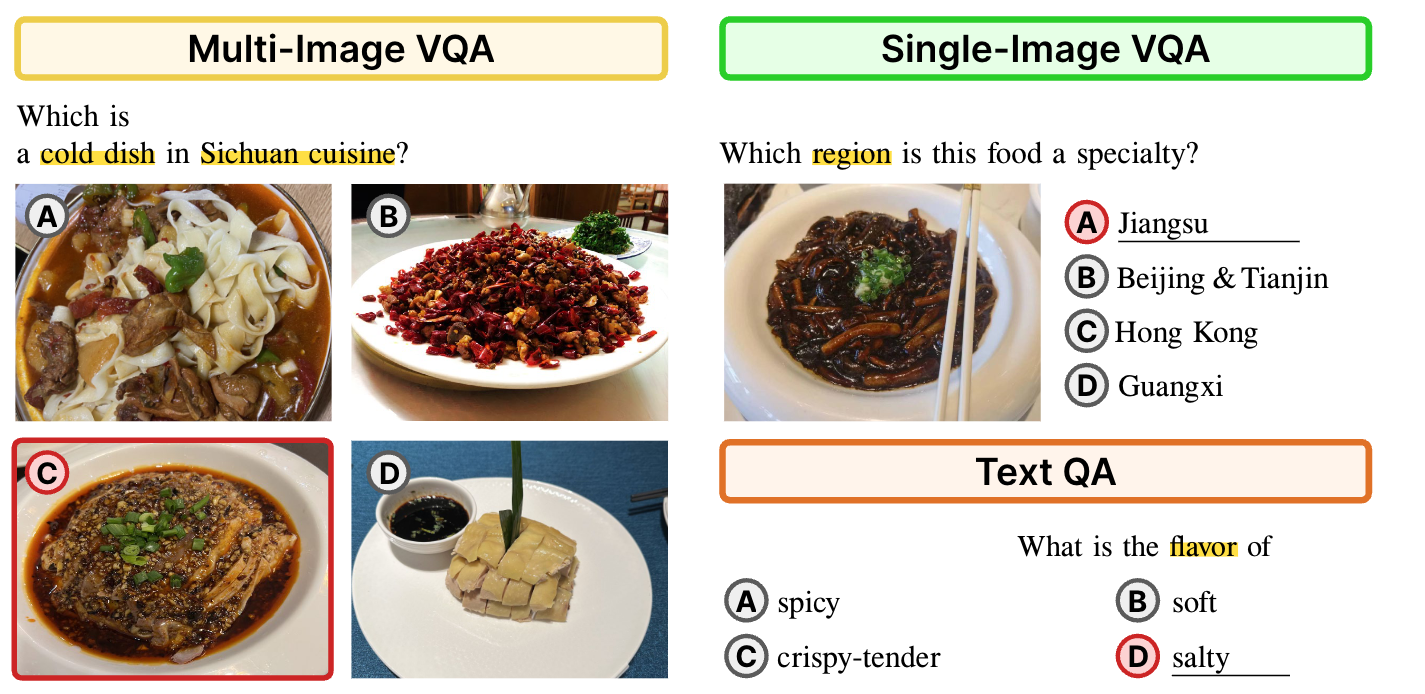 Multi-Image VQA
Which is
a cold dish in Sichuan cuisine?
A
B
C
D
Single-Image VQA
Which region is this food a specialty?
A Jiangsu
B Beijing & Tianjin
C Hong Kong
D Guangxi
Text QA
What is the flavor of
A spicy
B soft
C crispy-tender
D salty